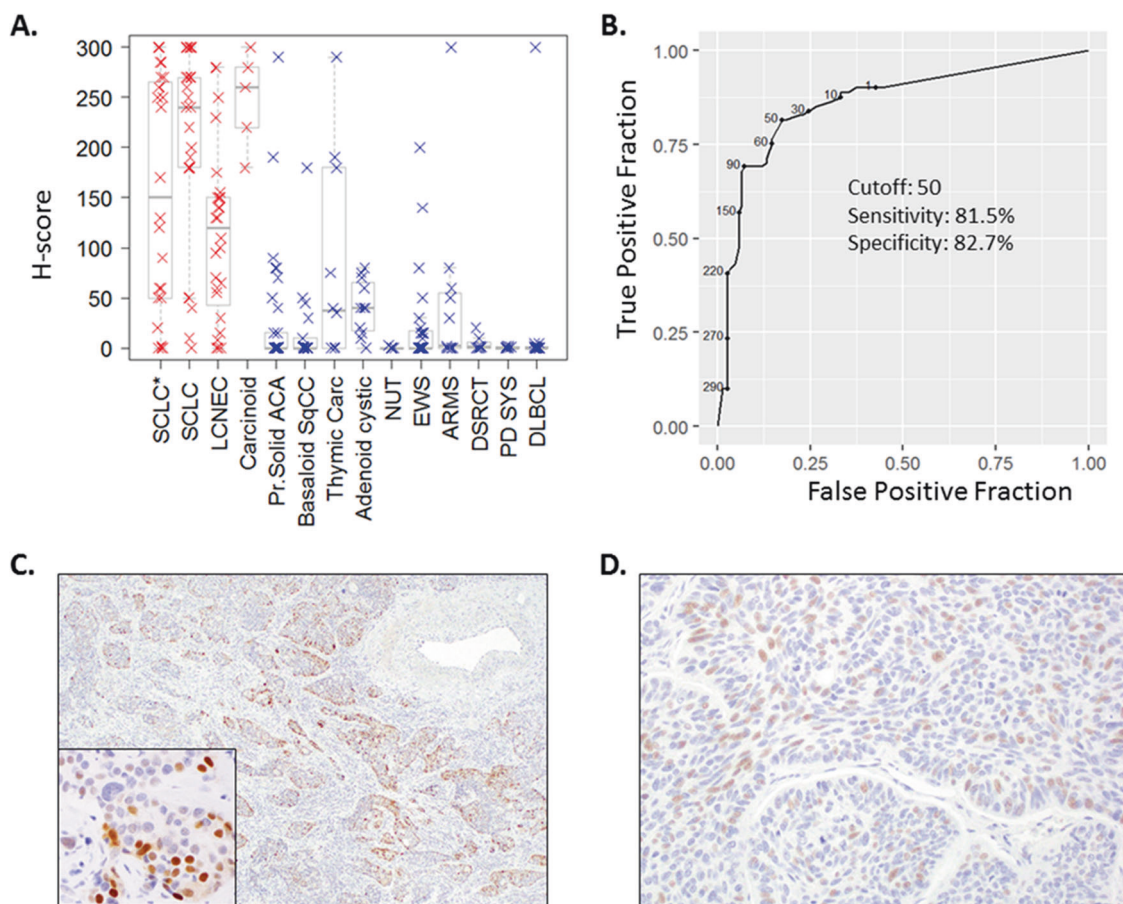 A.
300
250
200
150
100
50
0
H-score
SCLC*
SCLC
LCNEC
Carcinoid
Pr.Solid ACA
Basaloid SqCC
Thymic Carc
Adenoid cystic
NUT
EWS
ARMS
DSRCT
PD SYS
DLBCL
B.
True Positive Fraction
1.00
0.75
0.50
0.25
0.00
1
10
30
50
60
90
150
220
270
290
Cutoff: 50
Sensitivity: 81.5%
Specificity: 82.7%
0.00 0.25 0.50 0.75 1.00
False Positive Fraction
C.
D.